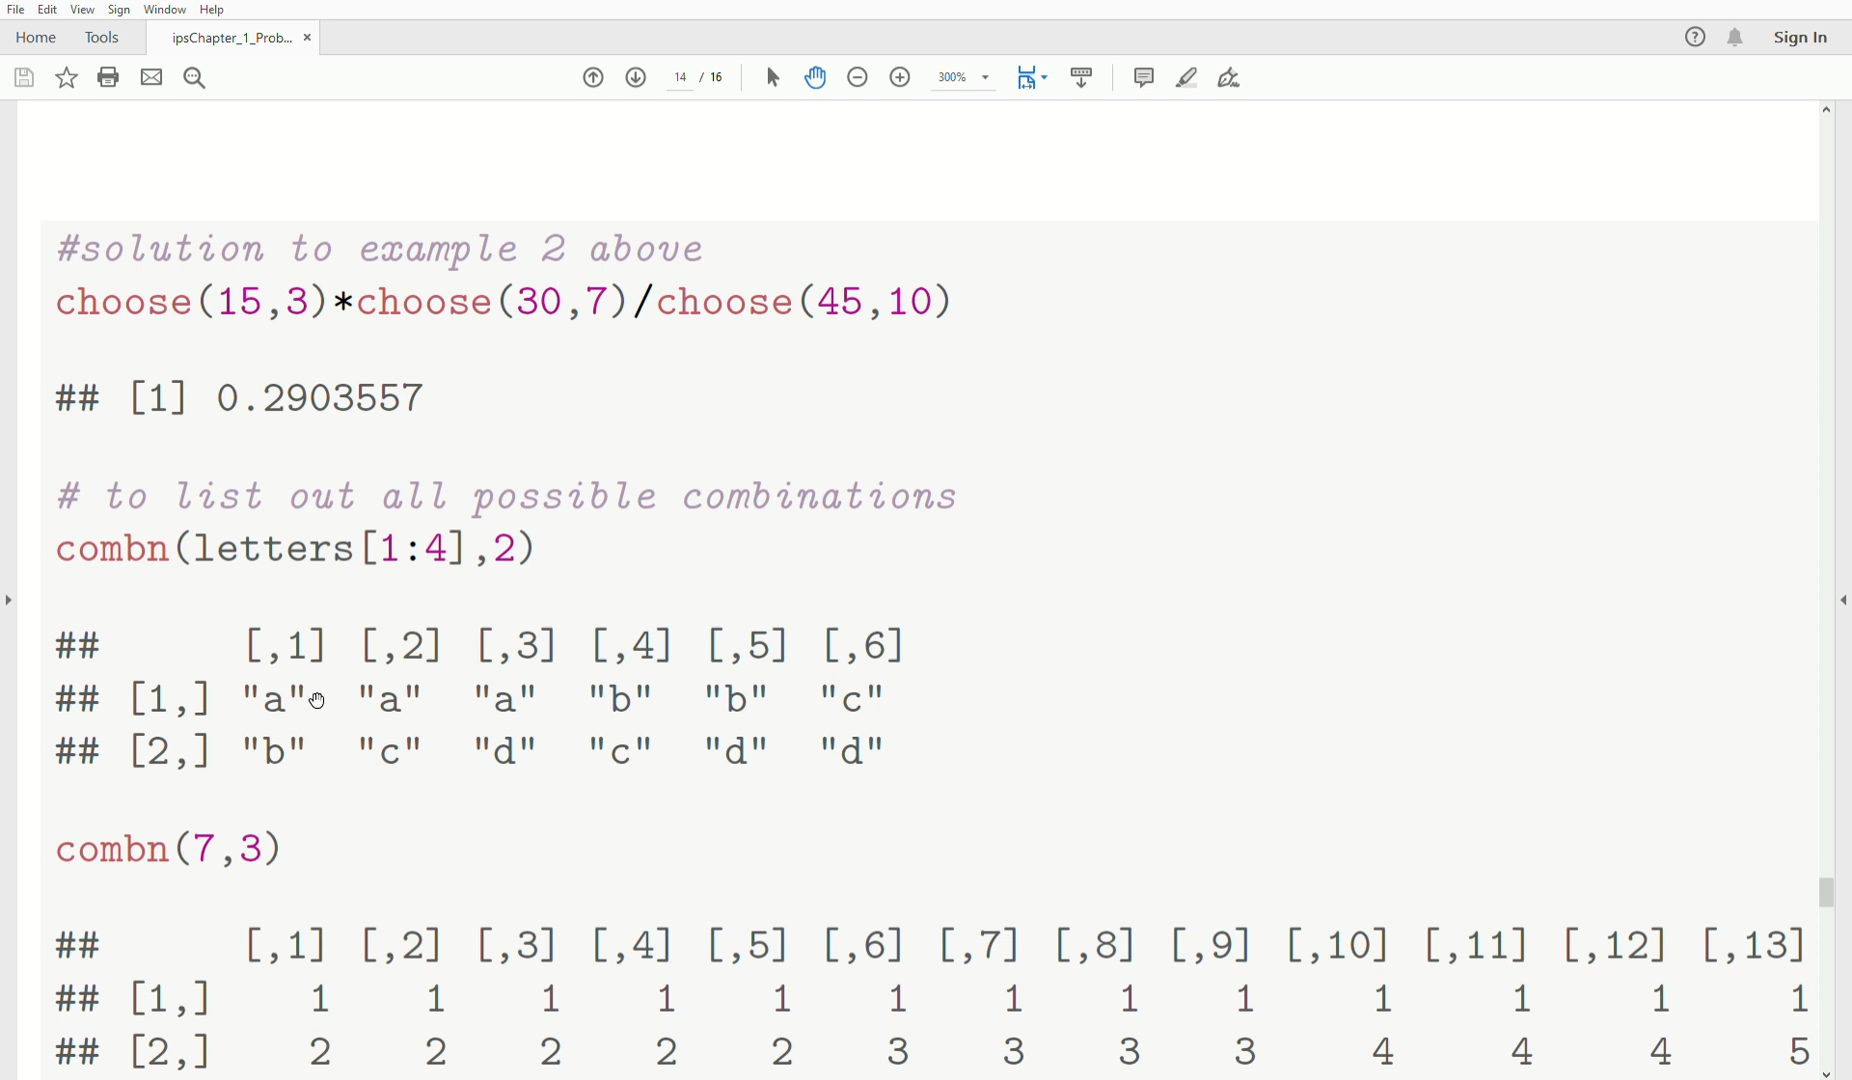 File Edit View Sign Window Help
Home Tools ipsChapter_1_Prob... × ? Sign In
14 / 16 300%
#solution to example 2 above
choose(15,3)*choose(30,7)/choose(45,10)
## [1] 0.2903557
# to list out all possible combinations
combn(letters[1:4],2)
## [,1] [,2] [,3] [,4] [,5] [,6]
## [1,] "a" "a" "a" "b" "b" "c"
## [2,] "b" "c" "d" "c" "d" "d"
combn(7,3)
## [,1] [,2] [,3] [,4] [,5] [,6] [,7] [,8] [,9] [,10] [,11] [,12] [,13]
## [1,] 1 1 1 1 1 1 1 1 1 1 1 1 1
## [2,] 2 2 2 2 2 3 3 3 3 4 4 4 5